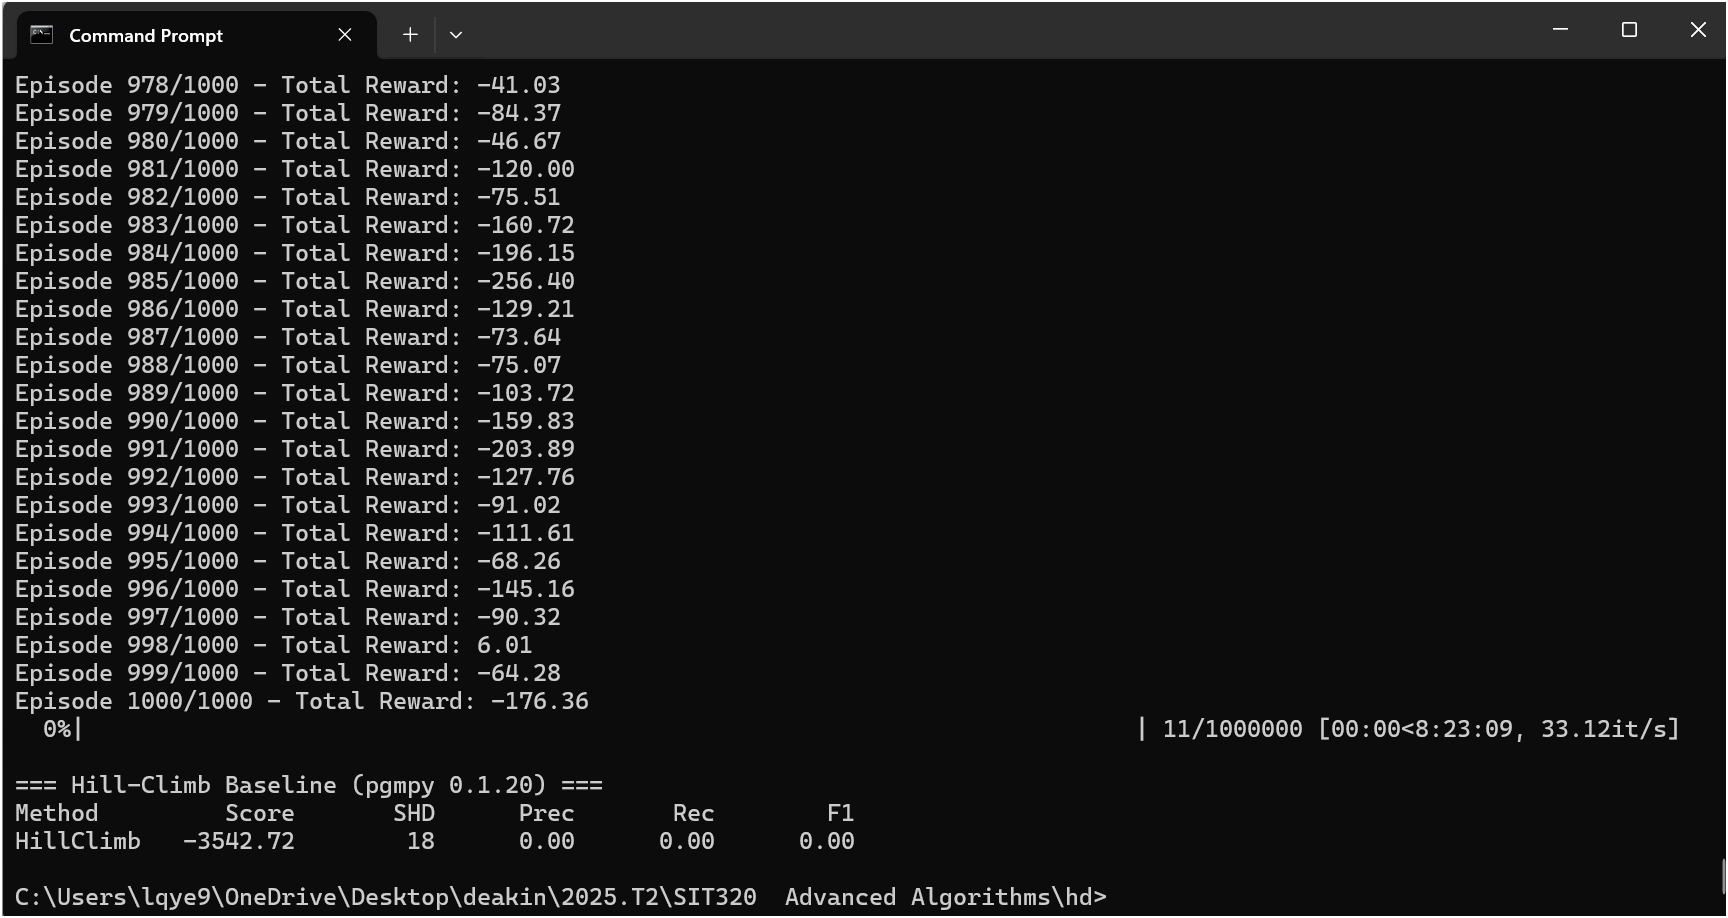 Command Prompt
Episode 978/1000 - Total Reward: -41.03
Episode 979/1000 - Total Reward: -84.37
Episode 980/1000 - Total Reward: -46.67
Episode 981/1000 - Total Reward: -120.00
Episode 982/1000 - Total Reward: -75.51
Episode 983/1000 - Total Reward: -160.72
Episode 984/1000 - Total Reward: -196.15
Episode 985/1000 - Total Reward: -256.40
Episode 986/1000 - Total Reward: -129.21
Episode 987/1000 - Total Reward: -73.64
Episode 988/1000 - Total Reward: -75.07
Episode 989/1000 - Total Reward: -103.72
Episode 990/1000 - Total Reward: -159.83
Episode 991/1000 - Total Reward: -203.89
Episode 992/1000 - Total Reward: -127.76
Episode 993/1000 - Total Reward: -91.02
Episode 994/1000 - Total Reward: -111.61
Episode 995/1000 - Total Reward: -68.26
Episode 996/1000 - Total Reward: -145.16
Episode 997/1000 - Total Reward: -90.32
Episode 998/1000 - Total Reward: 6.01
Episode 999/1000 - Total Reward: -64.28
Episode 1000/1000 - Total Reward: -176.36
  0%|                                                                            | 11/1000000 [00:00<8:23:09, 33.12it/s]
=== Hill-Climb Baseline (pgmpy 0.1.20) ===
Method         Score       SHD      Prec       Rec        F1
HillClimb   -3542.72        18      0.00      0.00      0.00
C:\Users\lqye9\OneDrive\Desktop\deakin\2025.T2\SIT320  Advanced Algorithms\hd>